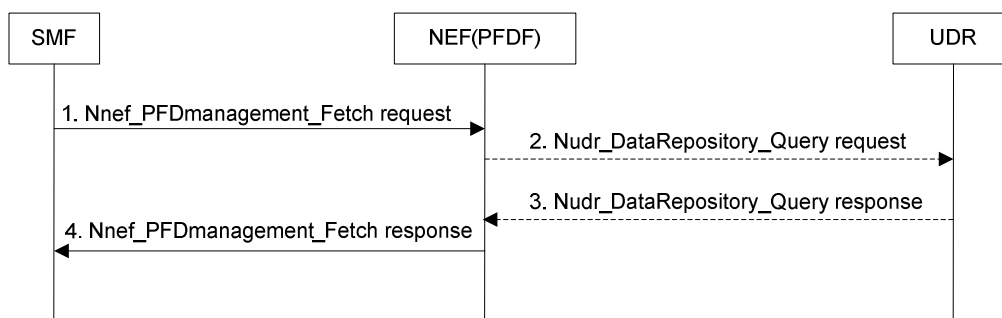 SMF
NEF(PFDF)
UDR
1. Nnef_PFDmanagement_Fetch request
2. Nudr_DataRepository_Query request
3. Nudr_DataRepository_Query response
4. Nnef_PFDmanagement_Fetch response